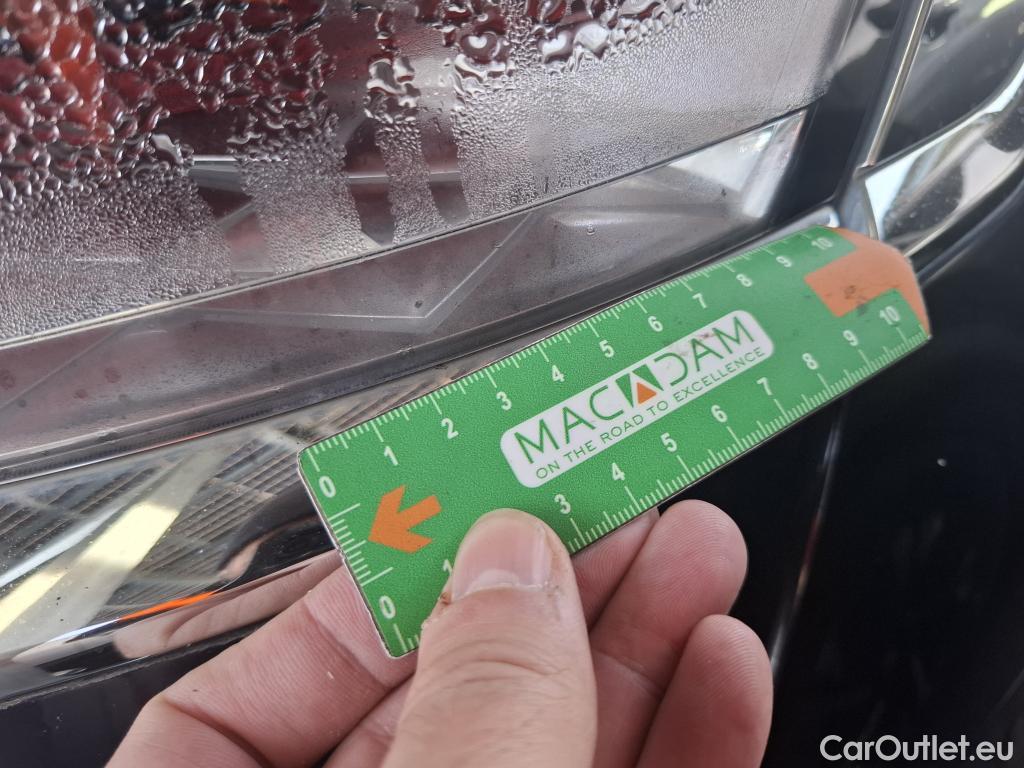 0 1 2 3 4 5 6 7 8 9 10
MACADAM
ON THE ROAD TO EXCELLENCE
0 1 3 4 5 6 7 8 9 10
CarOutlet.eu